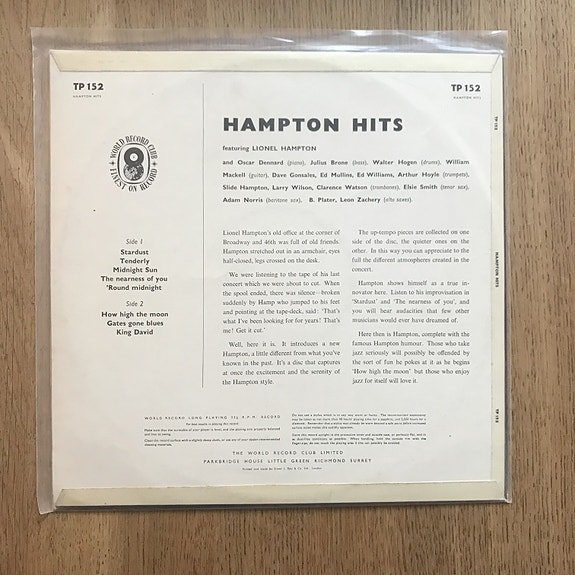 TP 152
HAMPTON HITS
TP 152
HAMPTON HITS
WORLD RECORD CLUB
FINEST ON RECORD
HAMPTON HITS
featuring LIONEL HAMPTON
and Oscar Dennard (piano), Julius Brone (bass), Walter Hogen (drums), William
Mackell (guitar), Dave Gonsales, Ed Mullins, Ed Williams, Arthur Hoyle (trumpets),
Slide Hampton, Larry Wilson, Clarence Watson (trombones), Elsie Smith (tenor sax),
Adam Norris (baritone sax), B. Plater, Leon Zachery (alto saxes).
Side 1
Stardust
Tenderly
Midnight Sun
The nearness of you
'Round midnight
Side 2
How high the moon
Gates gone blues
King David
Lionel Hampton's old office at the corner of
Broadway and 46th was full of old friends.
Hampton stretched out in an armchair, eyes
half-closed, legs crossed on the desk.
We were listening to the tape of his last
concert which we were about to cut. When
the spool ended, there was silence—broken
suddenly by Hamp who jumped to his feet
and pointing at the tape-deck, said: 'That's
what I've been looking for for years! That's
me! Get it cut.'
Well, here it is. It introduces a new
Hampton, a little different from what you've
known in the past. It's a disc that captures
at once the excitement and the serenity of
the Hampton style.
The up-tempo pieces are collected on one
side of the disc, the quieter ones on the
other. In this way you can appreciate to the
full the different atmospheres created in the
concert.
Hampton shows himself as a true in-
novator here. Listen to his improvisation in
'Stardust' and 'The nearness of you', and
you will hear audacities that few other
musicians would ever have dreamed of.
Here then is Hampton, complete with the
famous Hampton humour. Those who take
jazz seriously will possibly be offended by
the sort of fun he pokes at it as he begins
'How high the moon' but those who enjoy
jazz for itself will love it.
TP 152
HAMPTON HITS
TP 152
WORLD RECORD LONG PLAYING 33⅓ R.P.M. RECORD
THE WORLD RECORD CLUB LIMITED
PARKBRIDGE HOUSE LITTLE GREEN RICHMOND SURREY